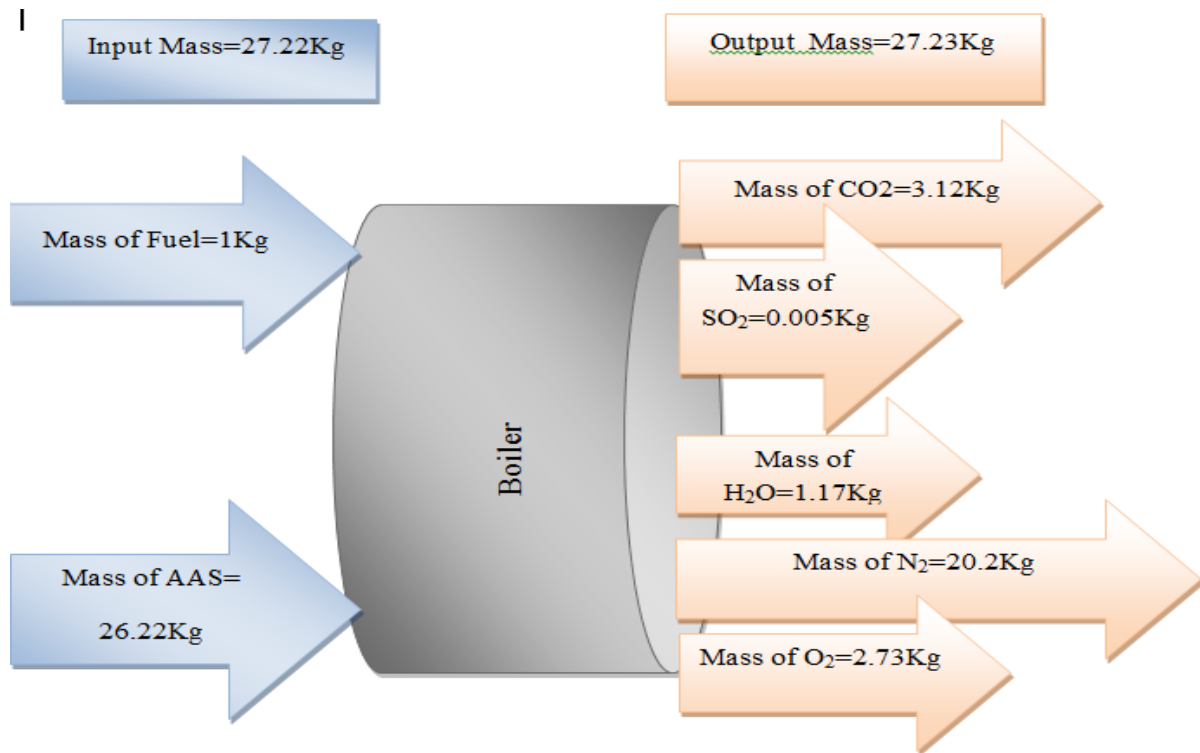 I
Input Mass=27.22Kg
Output Mass=27.23Kg
Mass of Fuel=1Kg
Mass of AAS=
26.22Kg
Boiler
Mass of CO2=3.12Kg
Mass of
SO₂=0.005Kg
Mass of
H₂O=1.17Kg
Mass of N₂=20.2Kg
Mass of O₂=2.73Kg